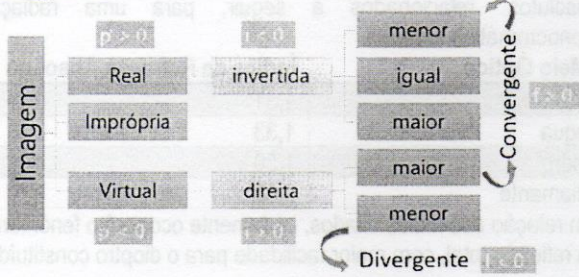 p' > 0
i < 0
menor
Real
invertida
igual
Imprópria
maior
Imagem
Convergente
f > 0
maior
Virtual
direita
menor
Divergente
f < 0